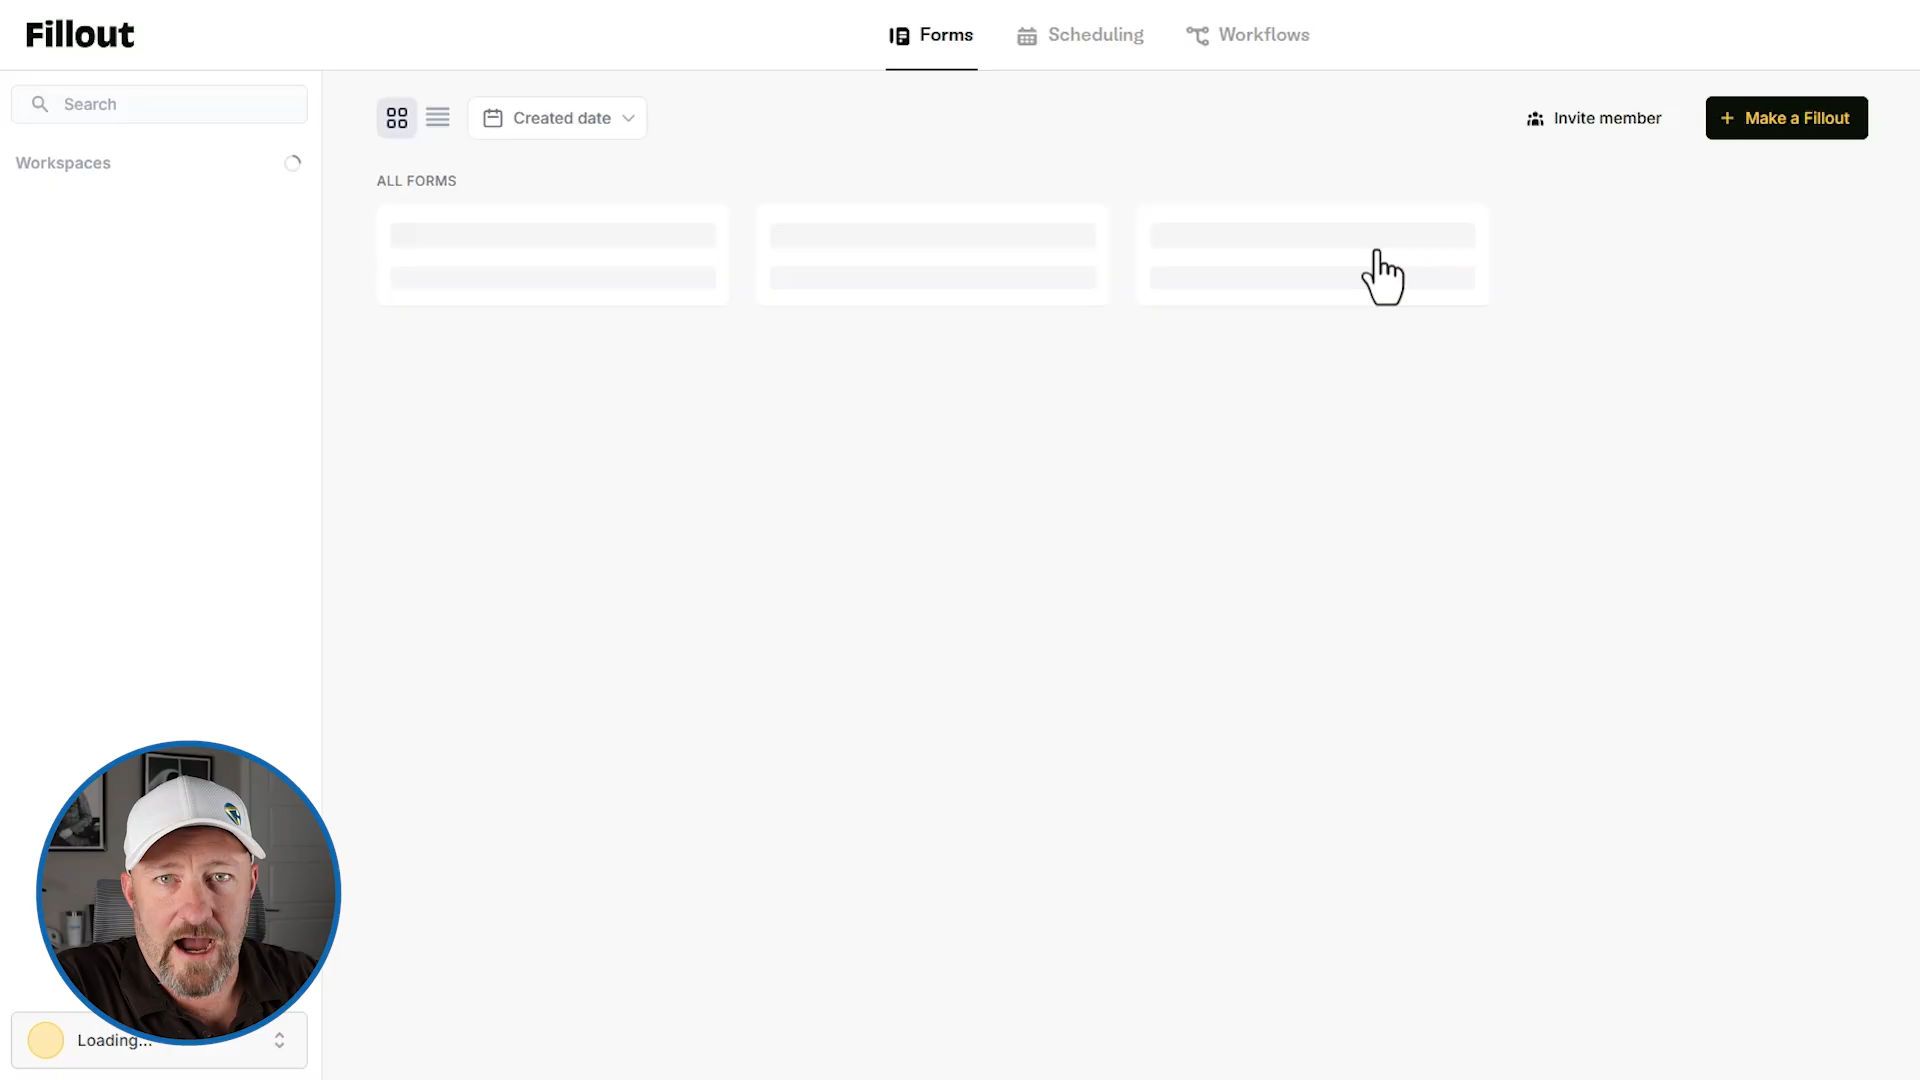 Fillout
Forms
Scheduling
Workflows
Search
Created date
Invite member
+ Make a Fillout
Workspaces
ALL FORMS
Loading...